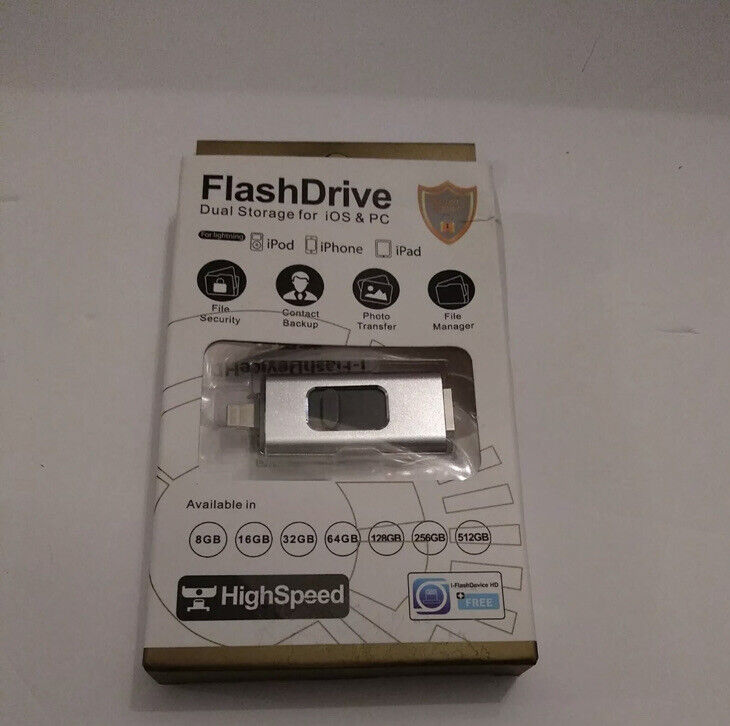 FlashDrive
Dual Storage for iOS & PC
For lightning iPod iPhone iPad
File Security
Contact Backup
Photo Transfer
File Manager
Available in
8GB 16GB 32GB 64GB 128GB 256GB 512GB
HighSpeed
i-FlashDevice HD
+ FREE